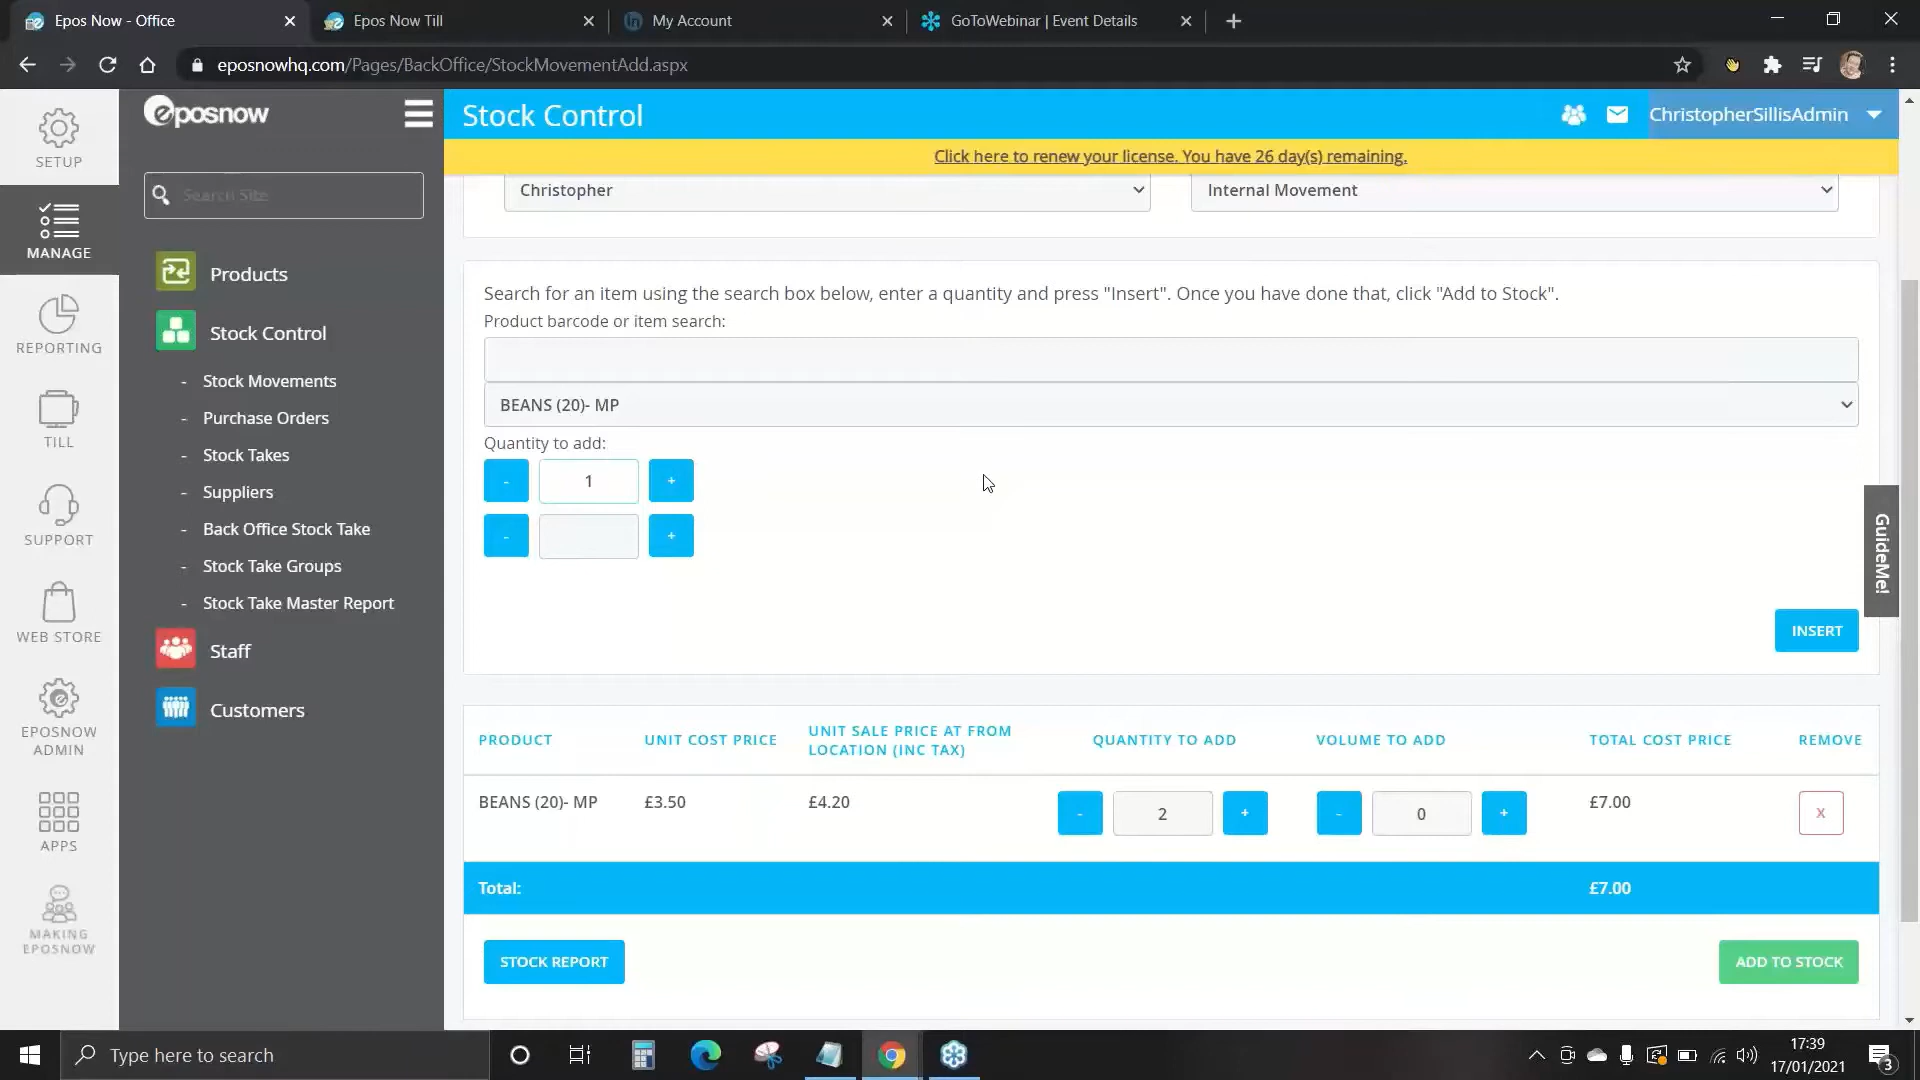 Epos Now - Office
Epos Now Till
My Account
GoToWebinar | Event Details
eposnowhq.com/Pages/BackOffice/StockMovementAdd.aspx
SETUP
MANAGE
REPORTING
TILL
SUPPORT
WEB STORE
EPOSNOW
ADMIN
APPS
MAKING
EPOSNOW
eposnow
Search Site
Products
Stock Control
- Stock Movements
- Purchase Orders
- Stock Takes
- Suppliers
- Back Office Stock Take
- Stock Take Groups
- Stock Take Master Report
Staff
Customers
Stock Control
ChristopherSillisAdmin
Click here to renew your license. You have 26 day(s) remaining.
Christopher
Internal Movement
Search for an item using the search box below, enter a quantity and press "Insert". Once you have done that, click "Add to Stock".
Product barcode or item search:
BEANS (20)- MP
Quantity to add:
- 1 +
- +
INSERT
GuideMe!
PRODUCT UNIT COST PRICE UNIT SALE PRICE AT FROM LOCATION (INC TAX) QUANTITY TO ADD VOLUME TO ADD TOTAL COST PRICE REMOVE
BEANS (20)- MP £3.50 £4.20 - 2 + - 0 + £7.00 X
Total: £7.00
STOCK REPORT
ADD TO STOCK
Type here to search
17:39
17/01/2021
3